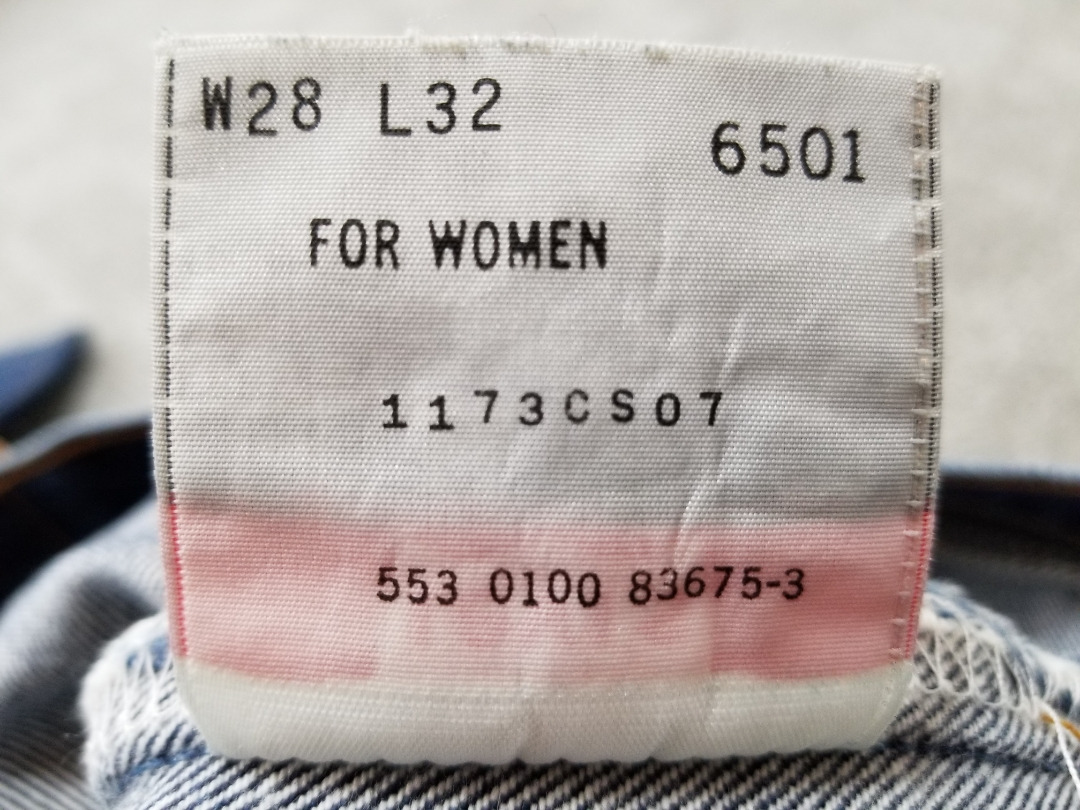 W28 L32
6501
FOR WOMEN
1173CS07
553 0100 83675-3